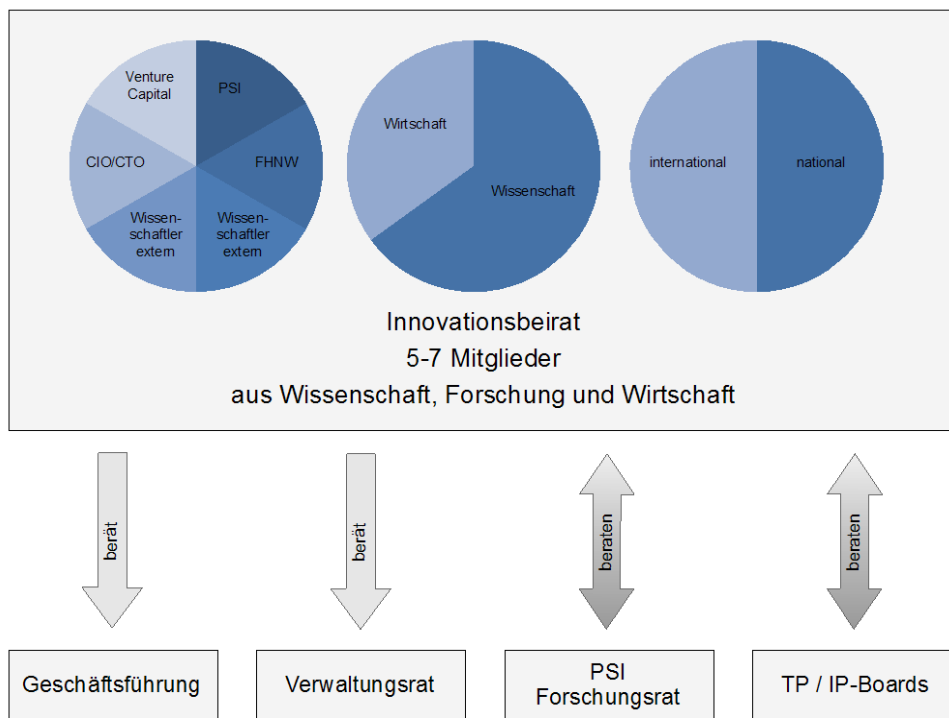 Venture
Capital
PSI
CIO/CTO
FHNW
Wissen-
schaftler
extern
Wissen-
schaftler
extern
Wirtschaft
Wissenschaft
international
national
Innovationsbeirat
5-7 Mitglieder
aus Wissenschaft, Forschung und Wirtschaft
berät
berät
beraten
beraten
Geschäftsführung
Verwaltungsrat
PSI
Forschungsrat
TP / IP-Boards